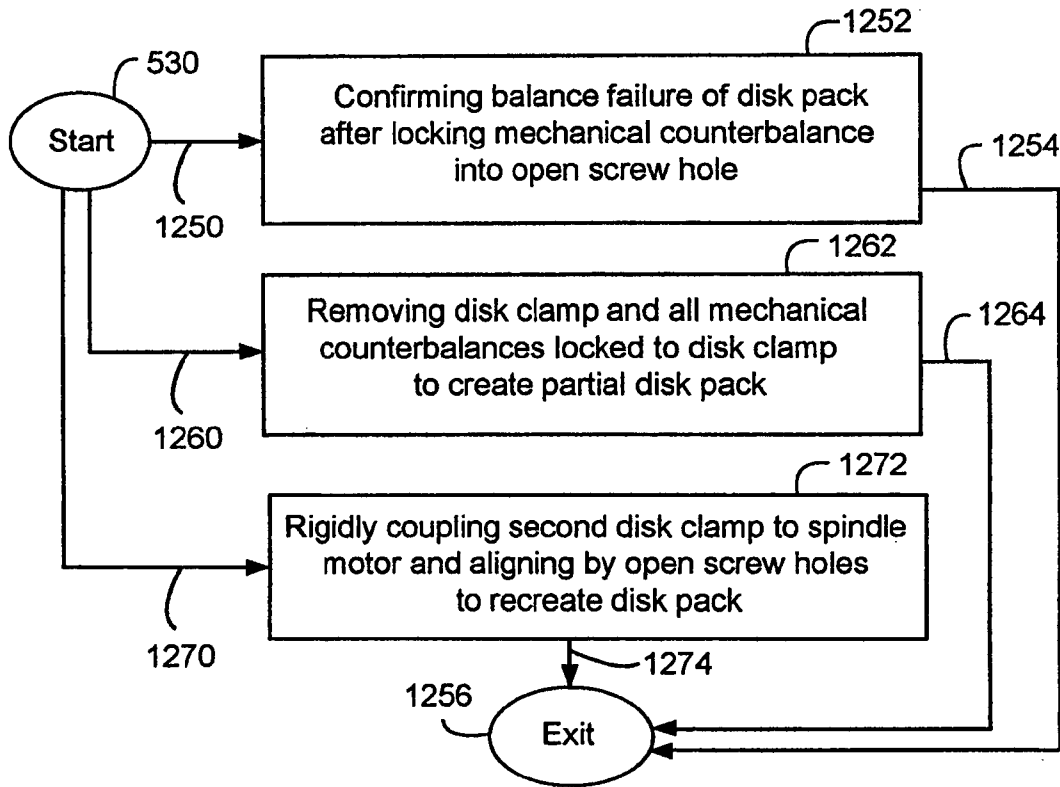 1252
530
Start
Confirming balance failure of disk pack
after locking mechanical counterbalance
into open screw hole
1254
1250
1262
Removing disk clamp and all mechanical
counterbalances locked to disk clamp
to create partial disk pack
1264
1260
1272
Rigidly coupling second disk clamp to spindle
motor and aligning by open screw holes
to recreate disk pack
1270
1274
1256
Exit